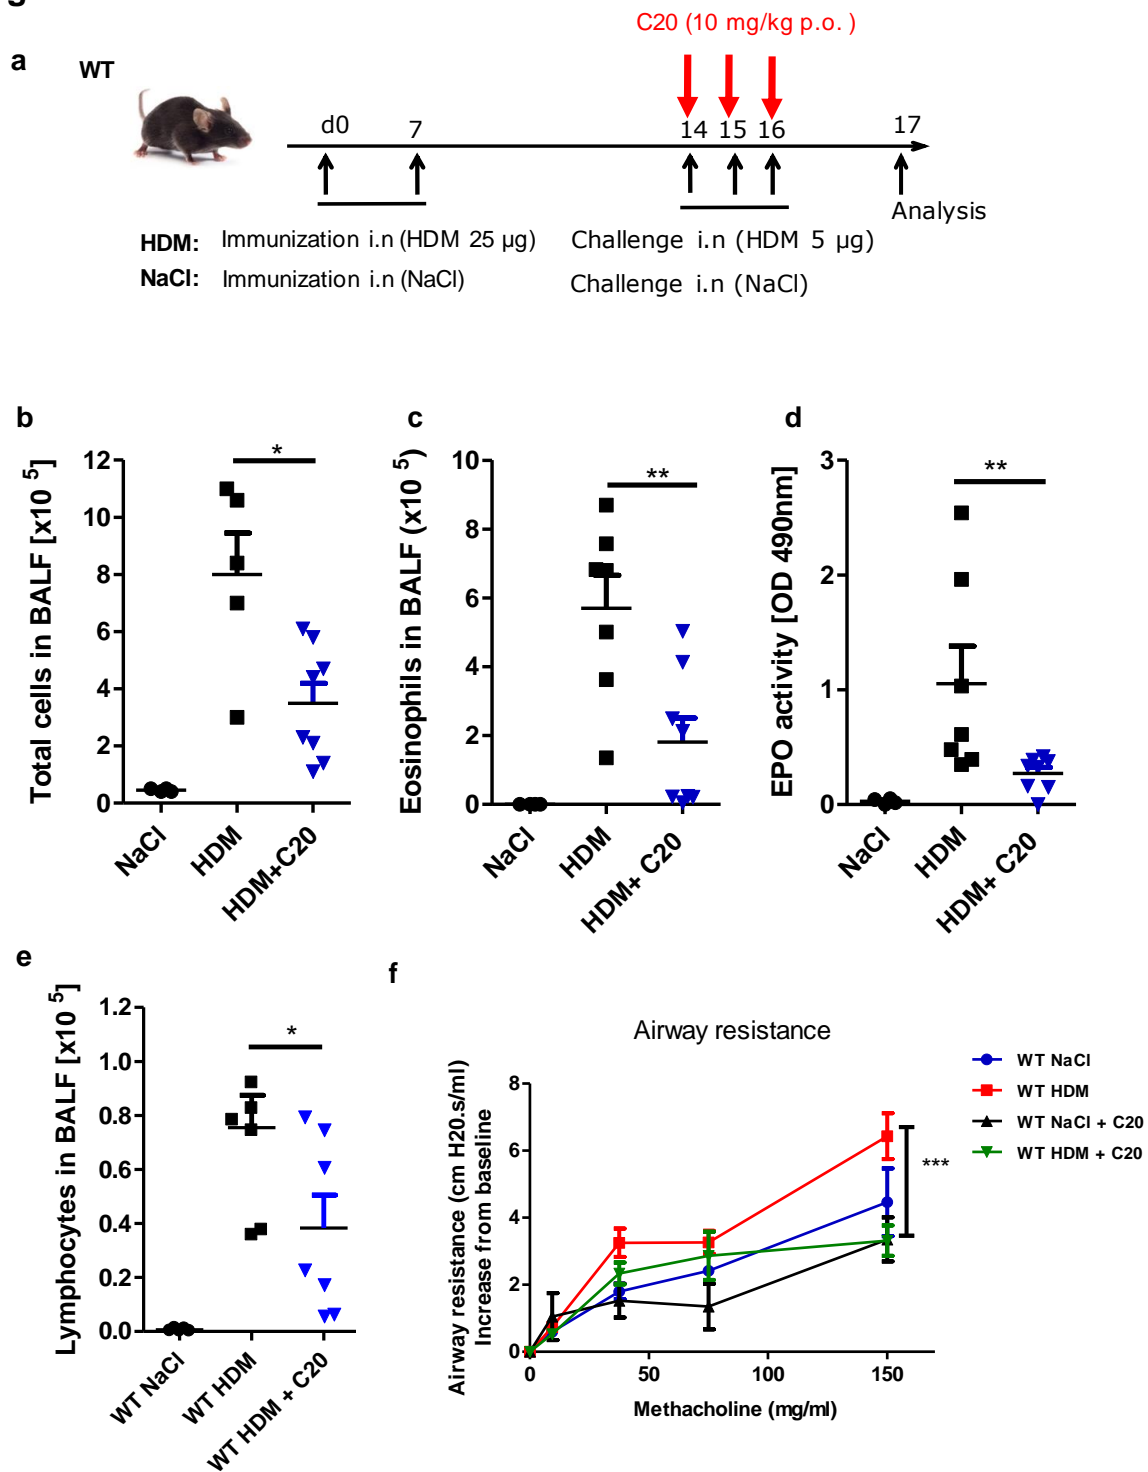 g
C20 (10 mg/kg p.o. )
a
WT
d0 7 14 15 16 17
Analysis
HDM: Immunization i.n (HDM 25 µg) Challenge i.n (HDM 5 µg)
NaCl: Immunization i.n (NaCl) Challenge i.n (NaCl)
b
Total cells in BALF [x10 5]
12
10
8
6
4
2
0
*
NaCl
HDM
HDM+C20
c
Eosinophils in BALF (x10 5)
10
8
6
4
2
0
**
NaCl
HDM
HDM+ C20
d
EPO activity [OD 490nm]
3
2
1
0
**
NaCl
HDM
HDM+ C20
e
Lymphocytes in BALF [x10 5]
1.2
1.0
0.8
0.6
0.4
0.2
0.0
*
WT NaCl
WT HDM
WT HDM + C20
f
Airway resistance
Airway resistance (cm H20.s/ml)
Increase from baseline
8
6
4
2
0
0 50 100 150
Methacholine (mg/ml)
***
WT NaCl
WT HDM
WT NaCl + C20
WT HDM + C20